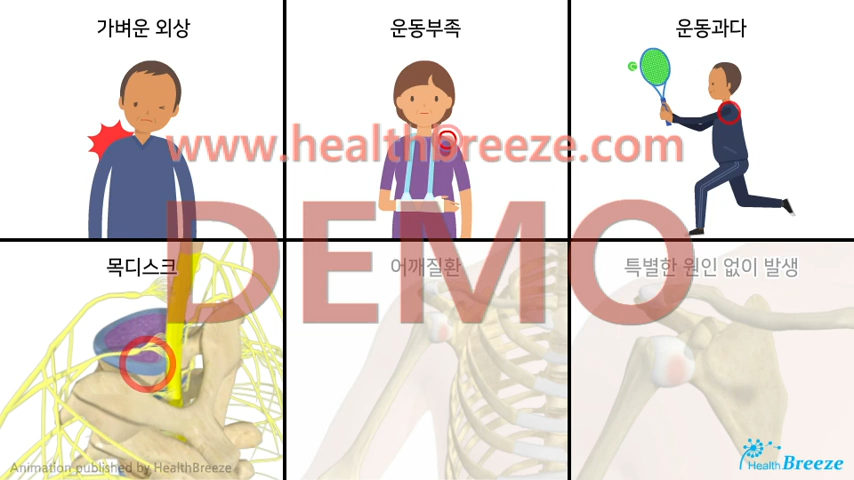 가벼운 외상
운동부족
운동과다
www.healthbreeze.com
DEMO
목디스크
어깨질환
특별한 원인 없이 발생
Animation published by HealthBreeze
Health Breeze